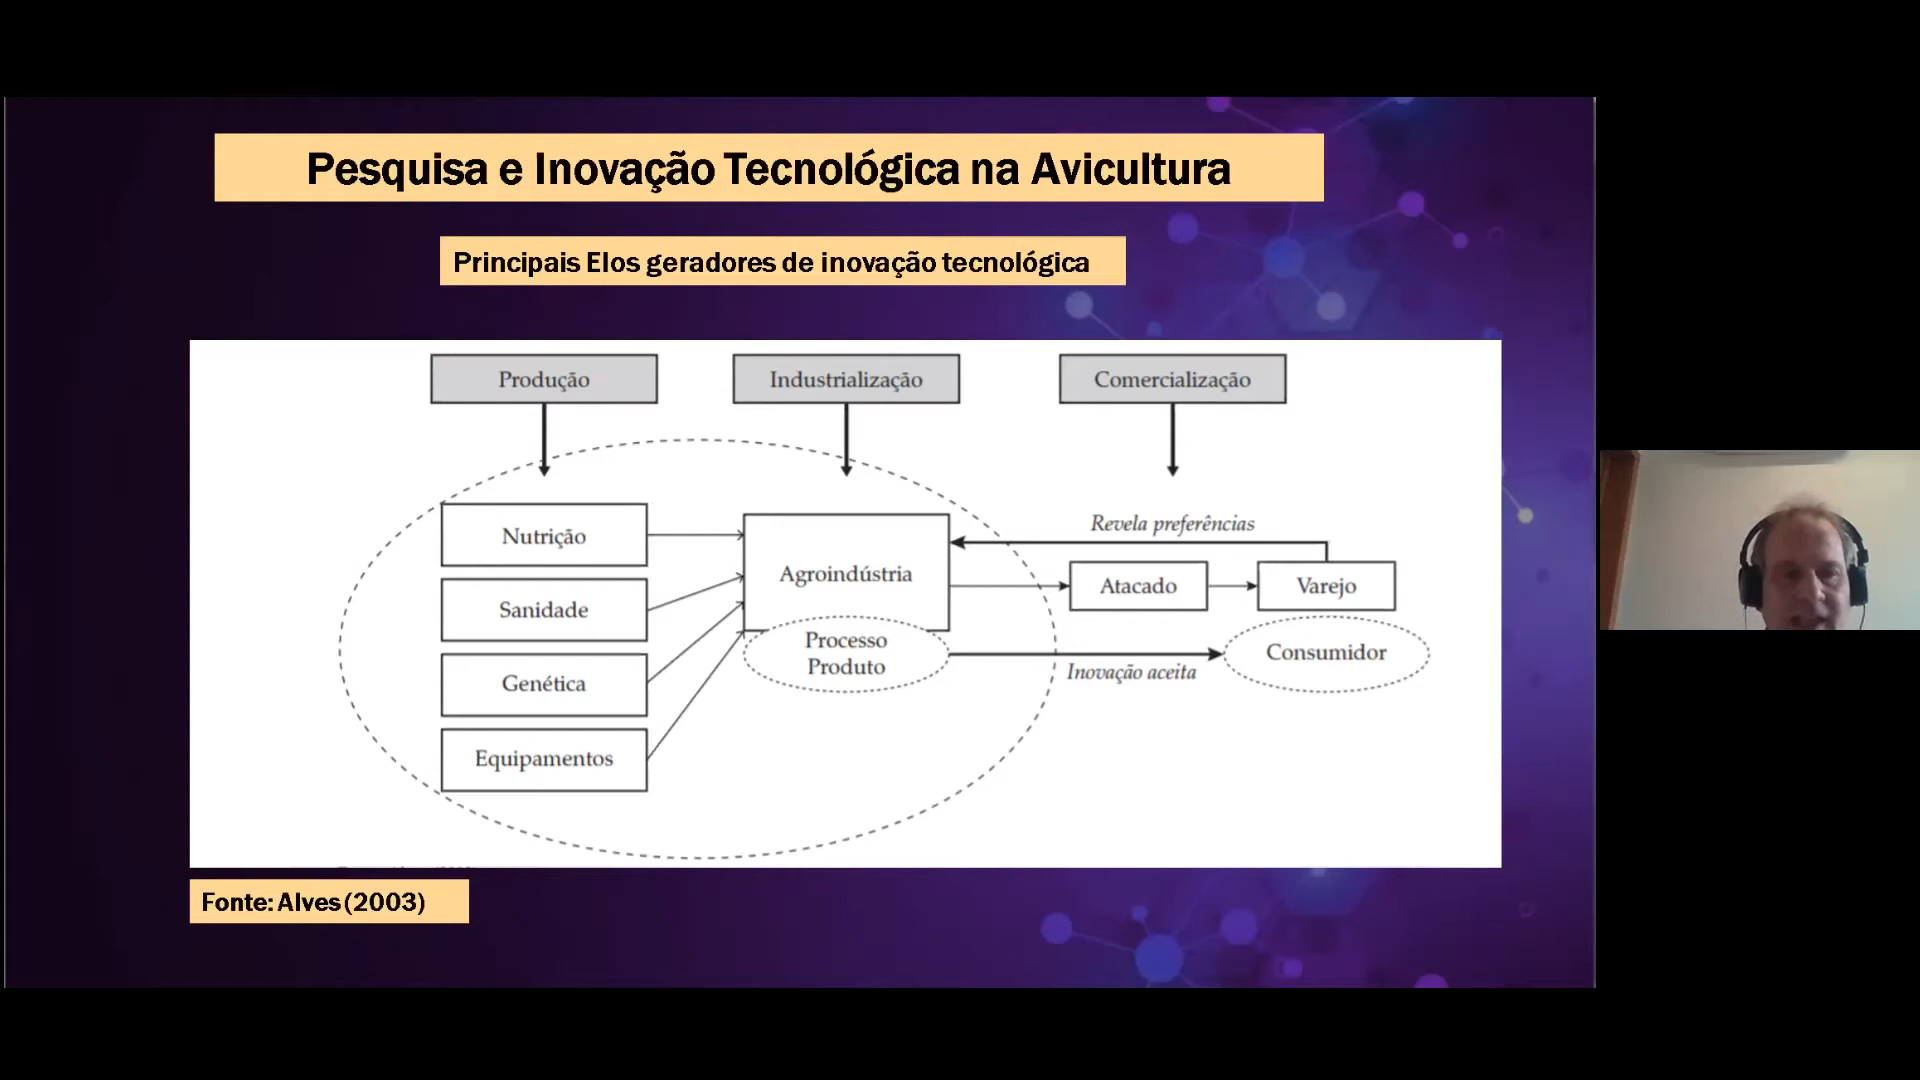 Pesquisa e Inovação Tecnológica na Avicultura
Principais Elos geradores de inovação tecnológica
Produção
Industrialização
Comercialização
Nutrição
Sanidade
Genética
Equipamentos
Agroindústria
Processo
Produto
Revela preferências
Atacado
Varejo
Inovação aceita
Consumidor
Fonte: Alves (2003)